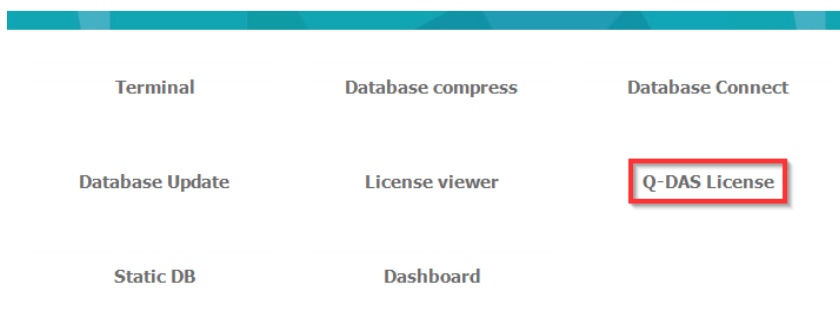 Terminal
Database compress
Database Connect
Database Update
License viewer
Q-DAS License
Static DB
Dashboard